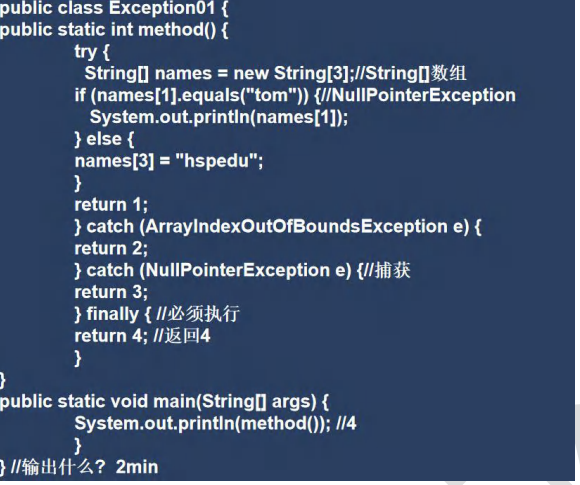 public class Exception01 {
public static int method() {
try {
String[] names = new String[3];//String[]数组
if (names[1].equals("tom")) {//NullPointerException
System.out.println(names[1]);
} else {
names[3] = "hspedu";
}
return 1;
} catch (ArrayIndexOutOfBoundsException e) {
return 2;
} catch (NullPointerException e) {//捕获
return 3;
} finally { //必须执行
return 4; //返回4
}
}
public static void main(String[] args) {
System.out.println(method()); //4
}
} //输出什么? 2min